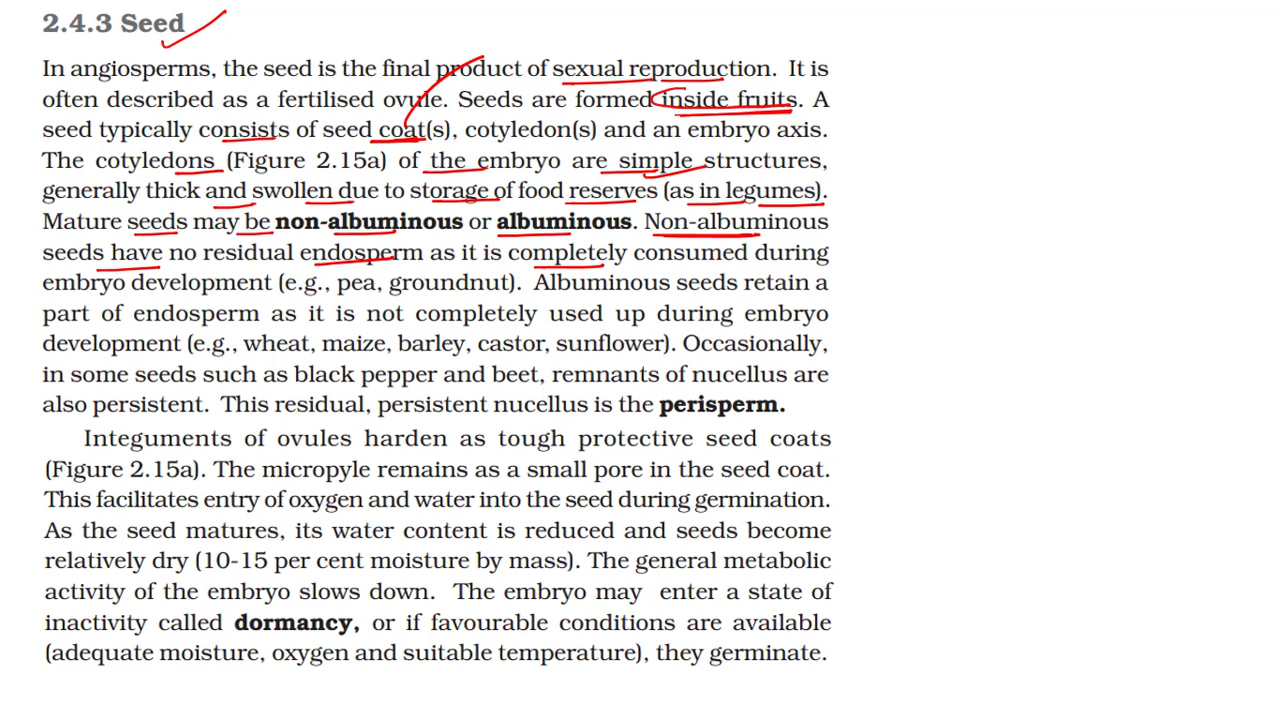 2.4.3 Seed
In angiosperms, the seed is the final product of sexual reproduction. It is
often described as a fertilised ovule. Seeds are formed inside fruits. A
seed typically consists of seed coat(s), cotyledon(s) and an embryo axis.
The cotyledons (Figure 2.15a) of the embryo are simple structures,
generally thick and swollen due to storage of food reserves (as in legumes).
Mature seeds may be non-albuminous or albuminous. Non-albuminous
seeds have no residual endosperm as it is completely consumed during
embryo development (e.g., pea, groundnut). Albuminous seeds retain a
part of endosperm as it is not completely used up during embryo
development (e.g., wheat, maize, barley, castor, sunflower). Occasionally,
in some seeds such as black pepper and beet, remnants of nucellus are
also persistent. This residual, persistent nucellus is the perisperm.
Integuments of ovules harden as tough protective seed coats
(Figure 2.15a). The micropyle remains as a small pore in the seed coat.
This facilitates entry of oxygen and water into the seed during germination.
As the seed matures, its water content is reduced and seeds become
relatively dry (10-15 per cent moisture by mass). The general metabolic
activity of the embryo slows down. The embryo may enter a state of
inactivity called dormancy, or if favourable conditions are available
(adequate moisture, oxygen and suitable temperature), they germinate.